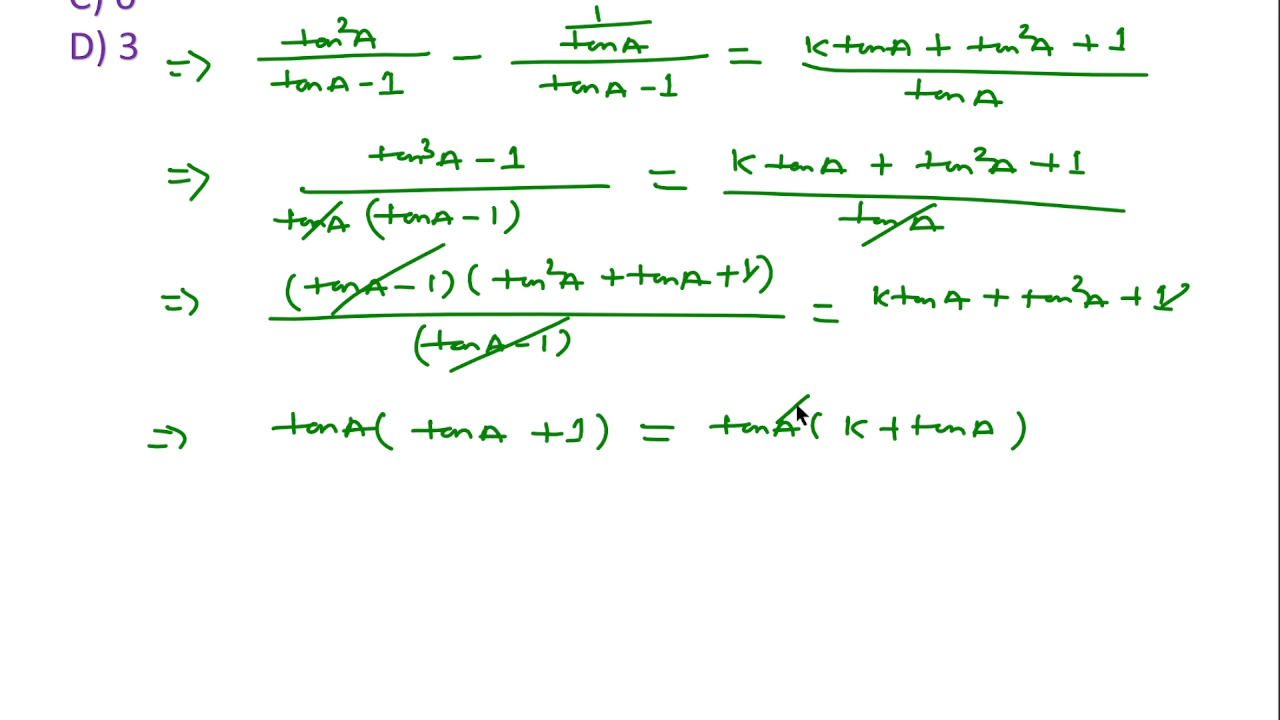 D) 3
=> tan²A / (tanA - 1) - (1/tanA) / (tanA - 1) = (K tanA + tan²A + 1) / tanA
=> (tan³A - 1) / (tanA (tanA - 1)) = (K tanA + tan²A + 1) / tanA
=> (tanA - 1)(tan²A + tanA + 1) / (tanA - 1) = K tanA + tan²A + 1
=> tanA( tanA + 1) = tanA( K + tanA )